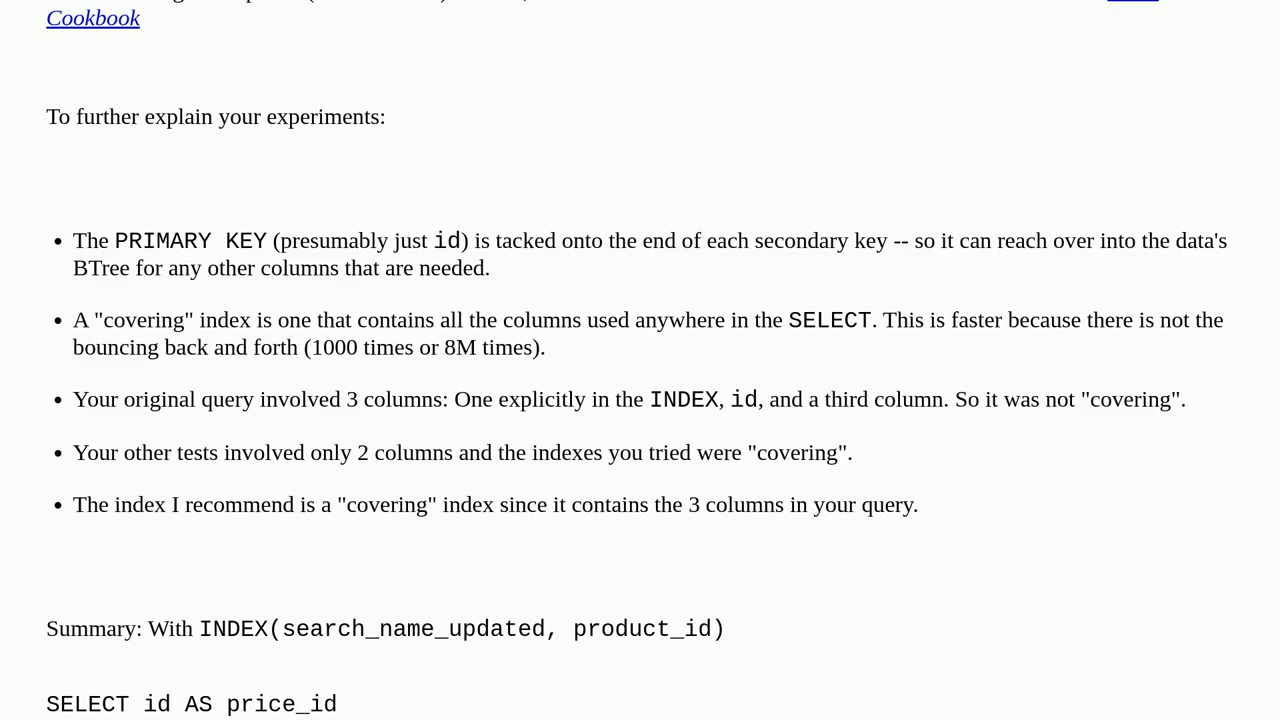 Cookbook
To further explain your experiments:
• The PRIMARY KEY (presumably just id) is tacked onto the end of each secondary key -- so it can reach over into the data's
BTree for any other columns that are needed.
• A "covering" index is one that contains all the columns used anywhere in the SELECT. This is faster because there is not the
bouncing back and forth (1000 times or 8M times).
• Your original query involved 3 columns: One explicitly in the INDEX, id, and a third column. So it was not "covering".
• Your other tests involved only 2 columns and the indexes you tried were "covering".
• The index I recommend is a "covering" index since it contains the 3 columns in your query.
Summary: With INDEX(search_name_updated, product_id)
SELECT id AS price_id